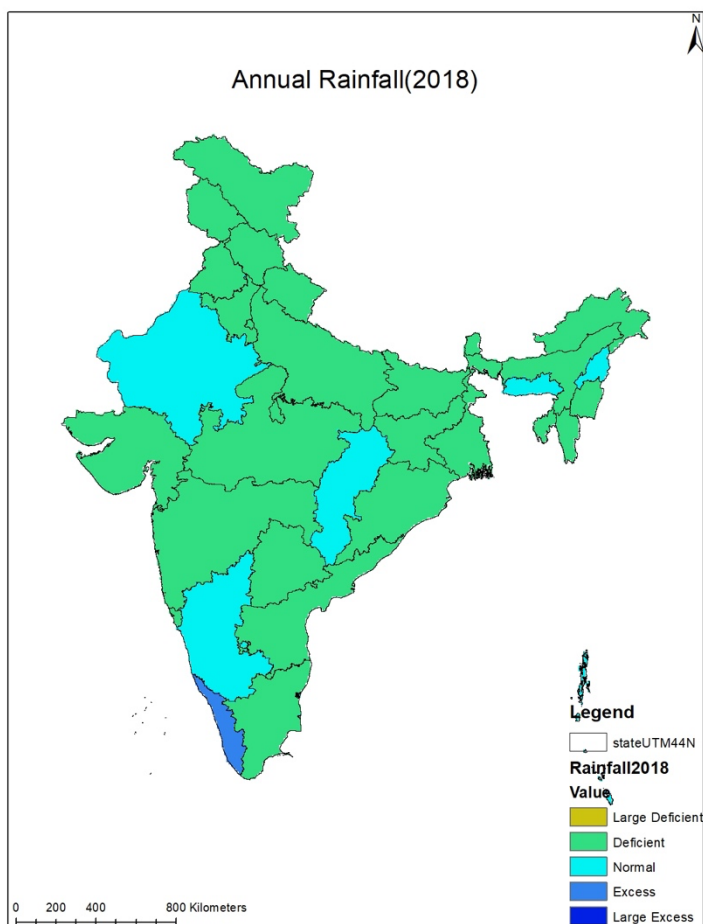 N
Annual Rainfall(2018)
Legend
stateUTM44N
Rainfall2018
Value
Large Deficient
Deficient
Normal
Excess
Large Excess
0 200 400 800 Kilometers